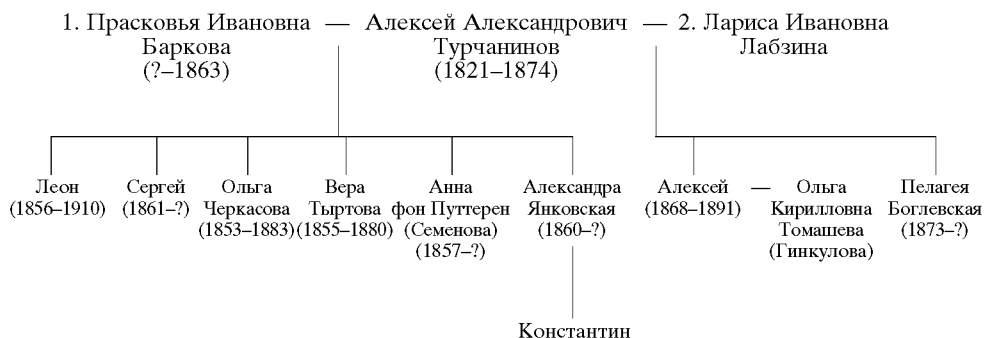 1. Прасковья Ивановна — Алексей Александрович — 2. Лариса Ивановна
Баркова Турчанинов Лабзина
(?–1863) (1821–1874)
Леон Сергей Ольга Вера Анна Александра Алексей — Ольга Пелагея
(1856–1910) (1861–?) Черкасова Тыртова фон Путтерен Янковская (1868–1891) Кирилловна Боглевская
(1853–1883) (1855–1880) (Семенова) (1860–?) Томашева (1873–?)
(1857–?) (Гинкулова)
Константин